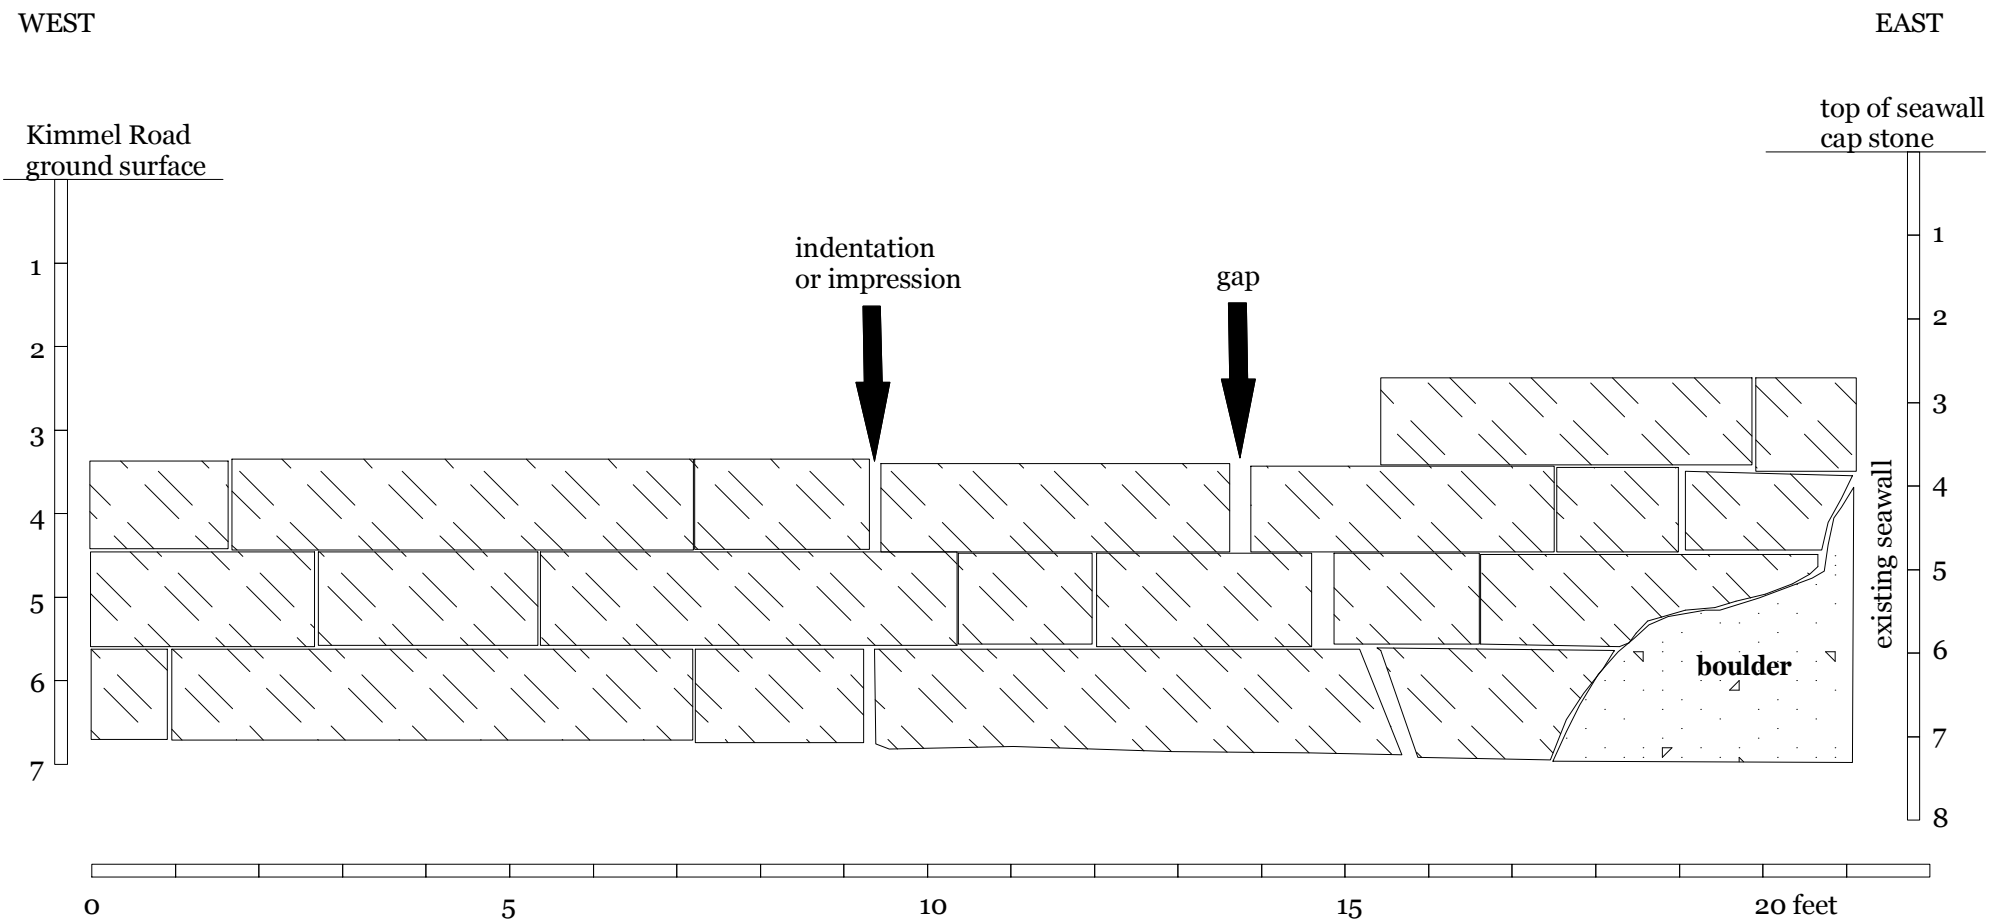 WEST
EAST
Kimmel Road
ground surface
top of seawall
cap stone
indentation
or impression
gap
1
2
3
4
5
6
7
1
2
3
4
5
6
7
8
existing seawall
boulder
0
5
10
15
20 feet